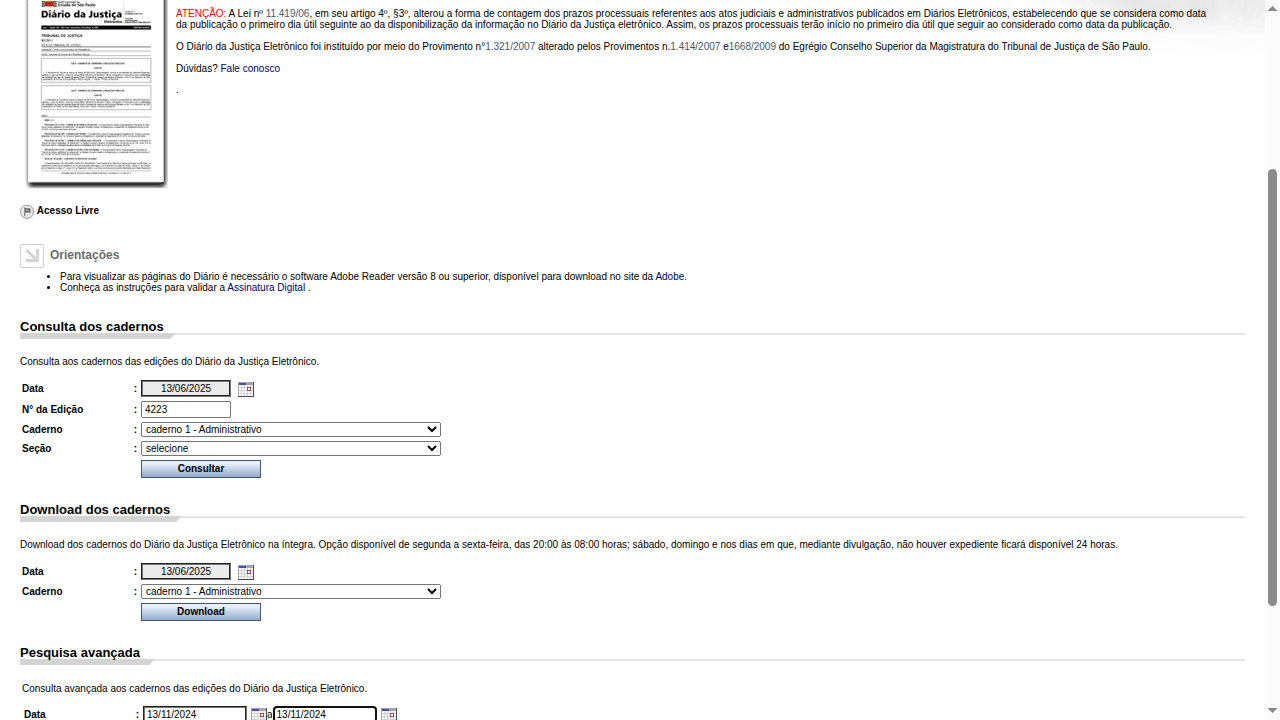 Diário da Justiça
ATENÇÃO: A Lei nº 11.419/06, em seu artigo 4º, §3º, alterou a forma de contagem dos prazos processuais referentes aos atos judiciais e administrativos publicados em Diários Eletrônicos, estabelecendo que se considera como data
da publicação o primeiro dia útil seguinte ao da disponibilização da informação no Diário da Justiça eletrônico. Assim, os prazos processuais terão início no primeiro dia útil que seguir ao considerado como data da publicação.
O Diário da Justiça Eletrônico foi instituído por meio do Provimento n°1.321/2007 alterado pelos Provimentos n.1.414/2007 e Egrégio Conselho Superior da Magistratura do Tribunal de Justiça de São Paulo.
Dúvidas? Fale conosco
.
Acesso Livre
Orientações
• Para visualizar as páginas do Diário é necessário o software Adobe Reader versão 8 ou superior, disponível para download no site da Adobe.
• Conheça as instruções para validar a Assinatura Digital .
Consulta dos cadernos
Consulta aos cadernos das edições do Diário da Justiça Eletrônico.
Data : 13/06/2025
N° da Edição : 4223
Caderno : caderno 1 - Administrativo
Seção : selecione
Consultar
Download dos cadernos
Download dos cadernos do Diário da Justiça Eletrônico na íntegra. Opção disponível de segunda a sexta-feira, das 20:00 às 08:00 horas; sábado, domingo e nos dias em que, mediante divulgação, não houver expediente ficará disponível 24 horas.
Data : 13/06/2025
Caderno : caderno 1 - Administrativo
Download
Pesquisa avançada
Consulta avançada aos cadernos das edições do Diário da Justiça Eletrônico.
Data : 13/11/2024 a 13/11/2024